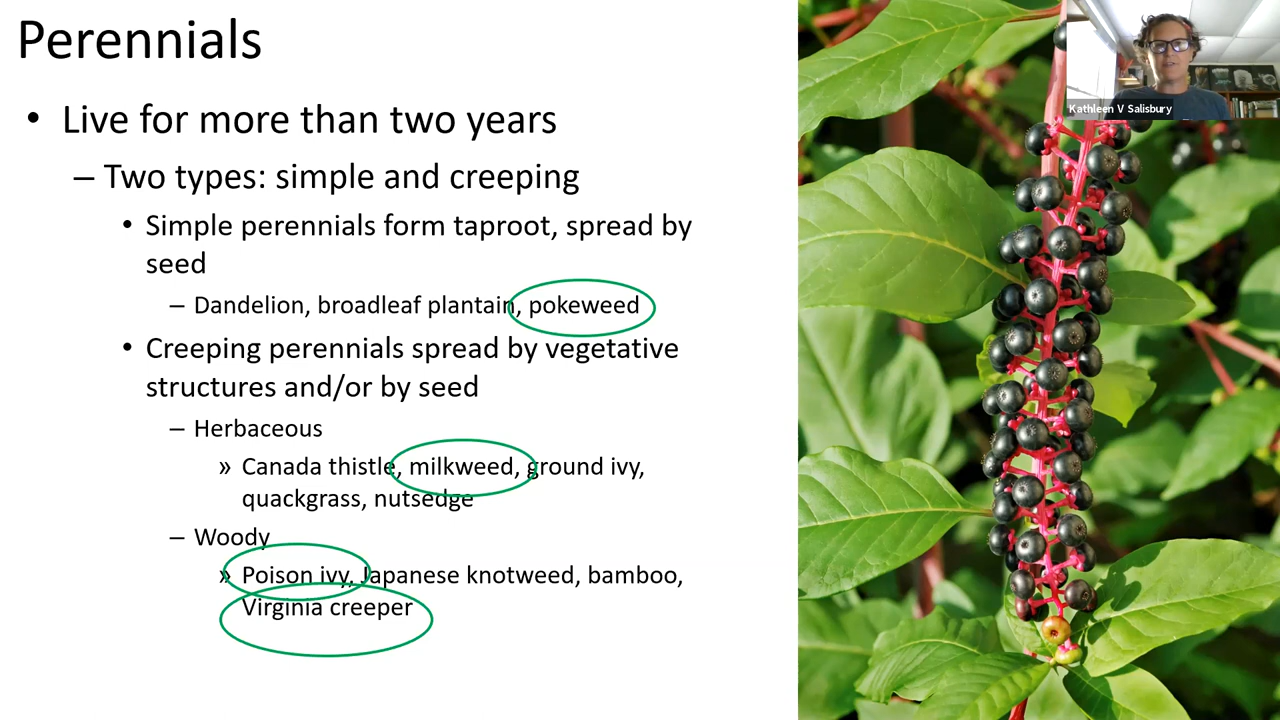 Perennials
Kathleen V Salisbury
• Live for more than two years
– Two types: simple and creeping
• Simple perennials form taproot, spread by
seed
– Dandelion, broadleaf plantain, pokeweed
• Creeping perennials spread by vegetative
structures and/or by seed
– Herbaceous
» Canada thistle, milkweed, ground ivy,
quackgrass, nutsedge
– Woody
» Poison ivy, Japanese knotweed, bamboo,
Virginia creeper